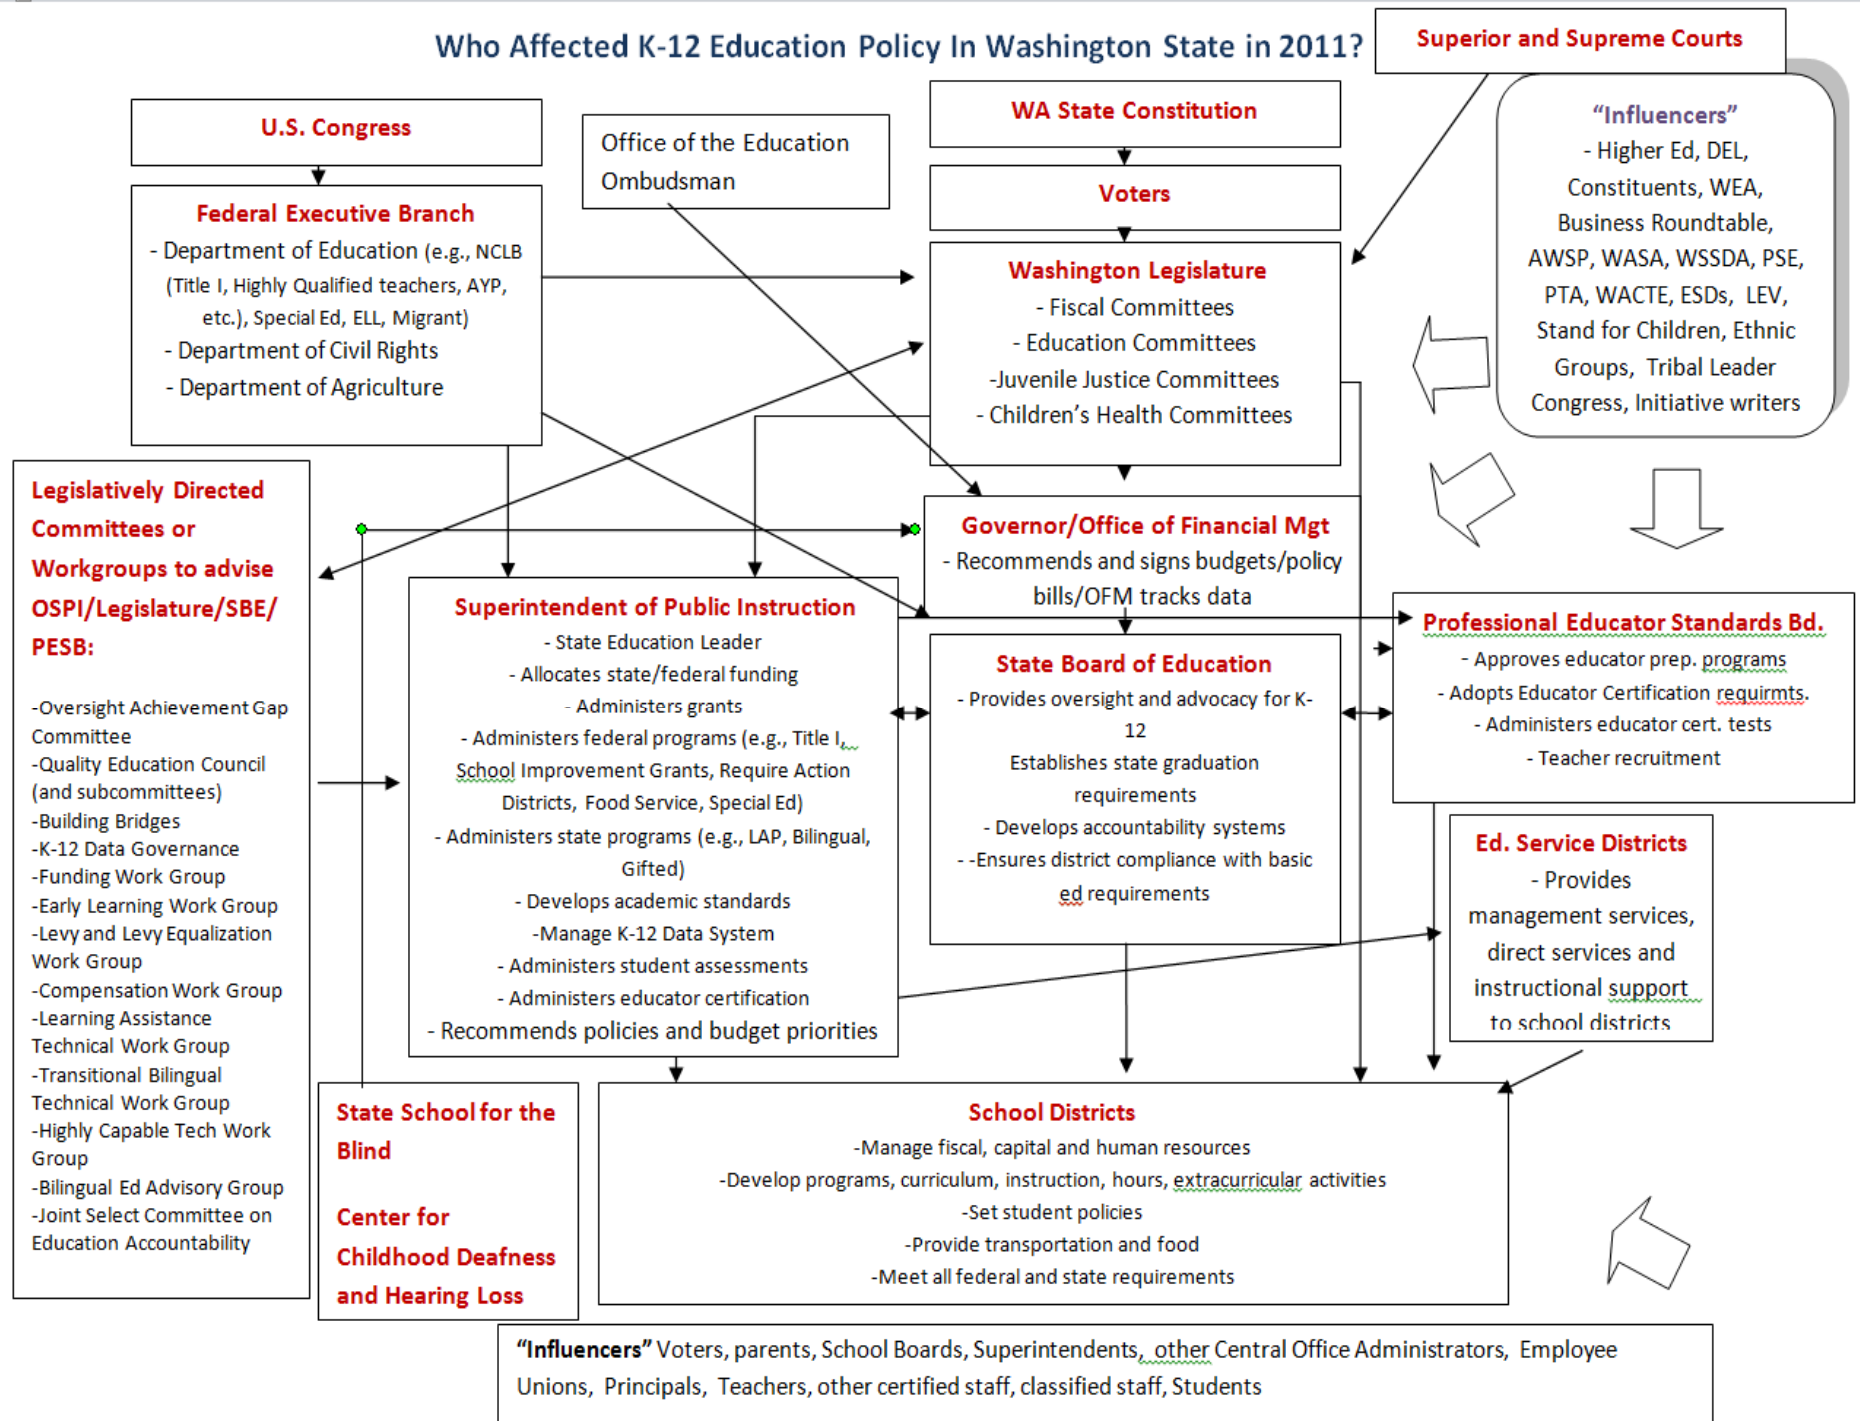 Who Affected K-12 Education Policy In Washington State in 2011?
Superior and Supreme Courts
U.S. Congress
Federal Executive Branch
- Department of Education (e.g., NCLB
(Title I, Highly Qualified teachers, AYP,
etc.), Special Ed, ELL, Migrant)
- Department of Civil Rights
- Department of Agriculture
Office of the Education
Ombudsman
WA State Constitution
Voters
Washington Legislature
- Fiscal Committees
- Education Committees
-Juvenile Justice Committees
- Children's Health Committees
“Influencers”
- Higher Ed, DEL,
Constituents, WEA,
Business Roundtable,
AWSP, WASA, WSSDA, PSE,
PTA, WACTE, ESDs, LEV,
Stand for Children, Ethnic
Groups, Tribal Leader
Congress, Initiative writers
Legislatively Directed
Committees or
Workgroups to advise
OSPI/Legislature/SBE/
PESB:
-Oversight Achievement Gap
Committee
-Quality Education Council
(and subcommittees)
-Building Bridges
-K-12 Data Governance
-Funding Work Group
-Early Learning Work Group
-Levy and Levy Equalization
Work Group
-Compensation Work Group
-Learning Assistance
Technical Work Group
-Transitional Bilingual
Technical Work Group
-Highly Capable Tech Work
Group
-Bilingual Ed Advisory Group
-Joint Select Committee on
Education Accountability
Governor/Office of Financial Mgt
- Recommends and signs budgets/policy
bills/OFM tracks data
Superintendent of Public Instruction
- State Education Leader
- Allocates state/federal funding
- Administers grants
- Administers federal programs (e.g., Title I,
School Improvement Grants, Require Action
Districts, Food Service, Special Ed)
- Administers state programs (e.g., LAP, Bilingual,
Gifted)
- Develops academic standards
-Manage K-12 Data System
- Administers student assessments
- Administers educator certification
- Recommends policies and budget priorities
State Board of Education
- Provides oversight and advocacy for K-
12
Establishes state graduation
requirements
- Develops accountability systems
- -Ensures district compliance with basic
ed requirements
Professional Educator Standards Bd.
- Approves educator prep. programs
- Adopts Educator Certification requirmts.
- Administers educator cert. tests
- Teacher recruitment
Ed. Service Districts
- Provides
management services,
direct services and
instructional support
to school districts
State School for the
Blind
Center for
Childhood Deafness
and Hearing Loss
School Districts
-Manage fiscal, capital and human resources
-Develop programs, curriculum, instruction, hours, extracurricular activities
-Set student policies
-Provide transportation and food
-Meet all federal and state requirements
“Influencers” Voters, parents, School Boards, Superintendents, other Central Office Administrators, Employee
Unions, Principals, Teachers, other certified staff, classified staff, Students